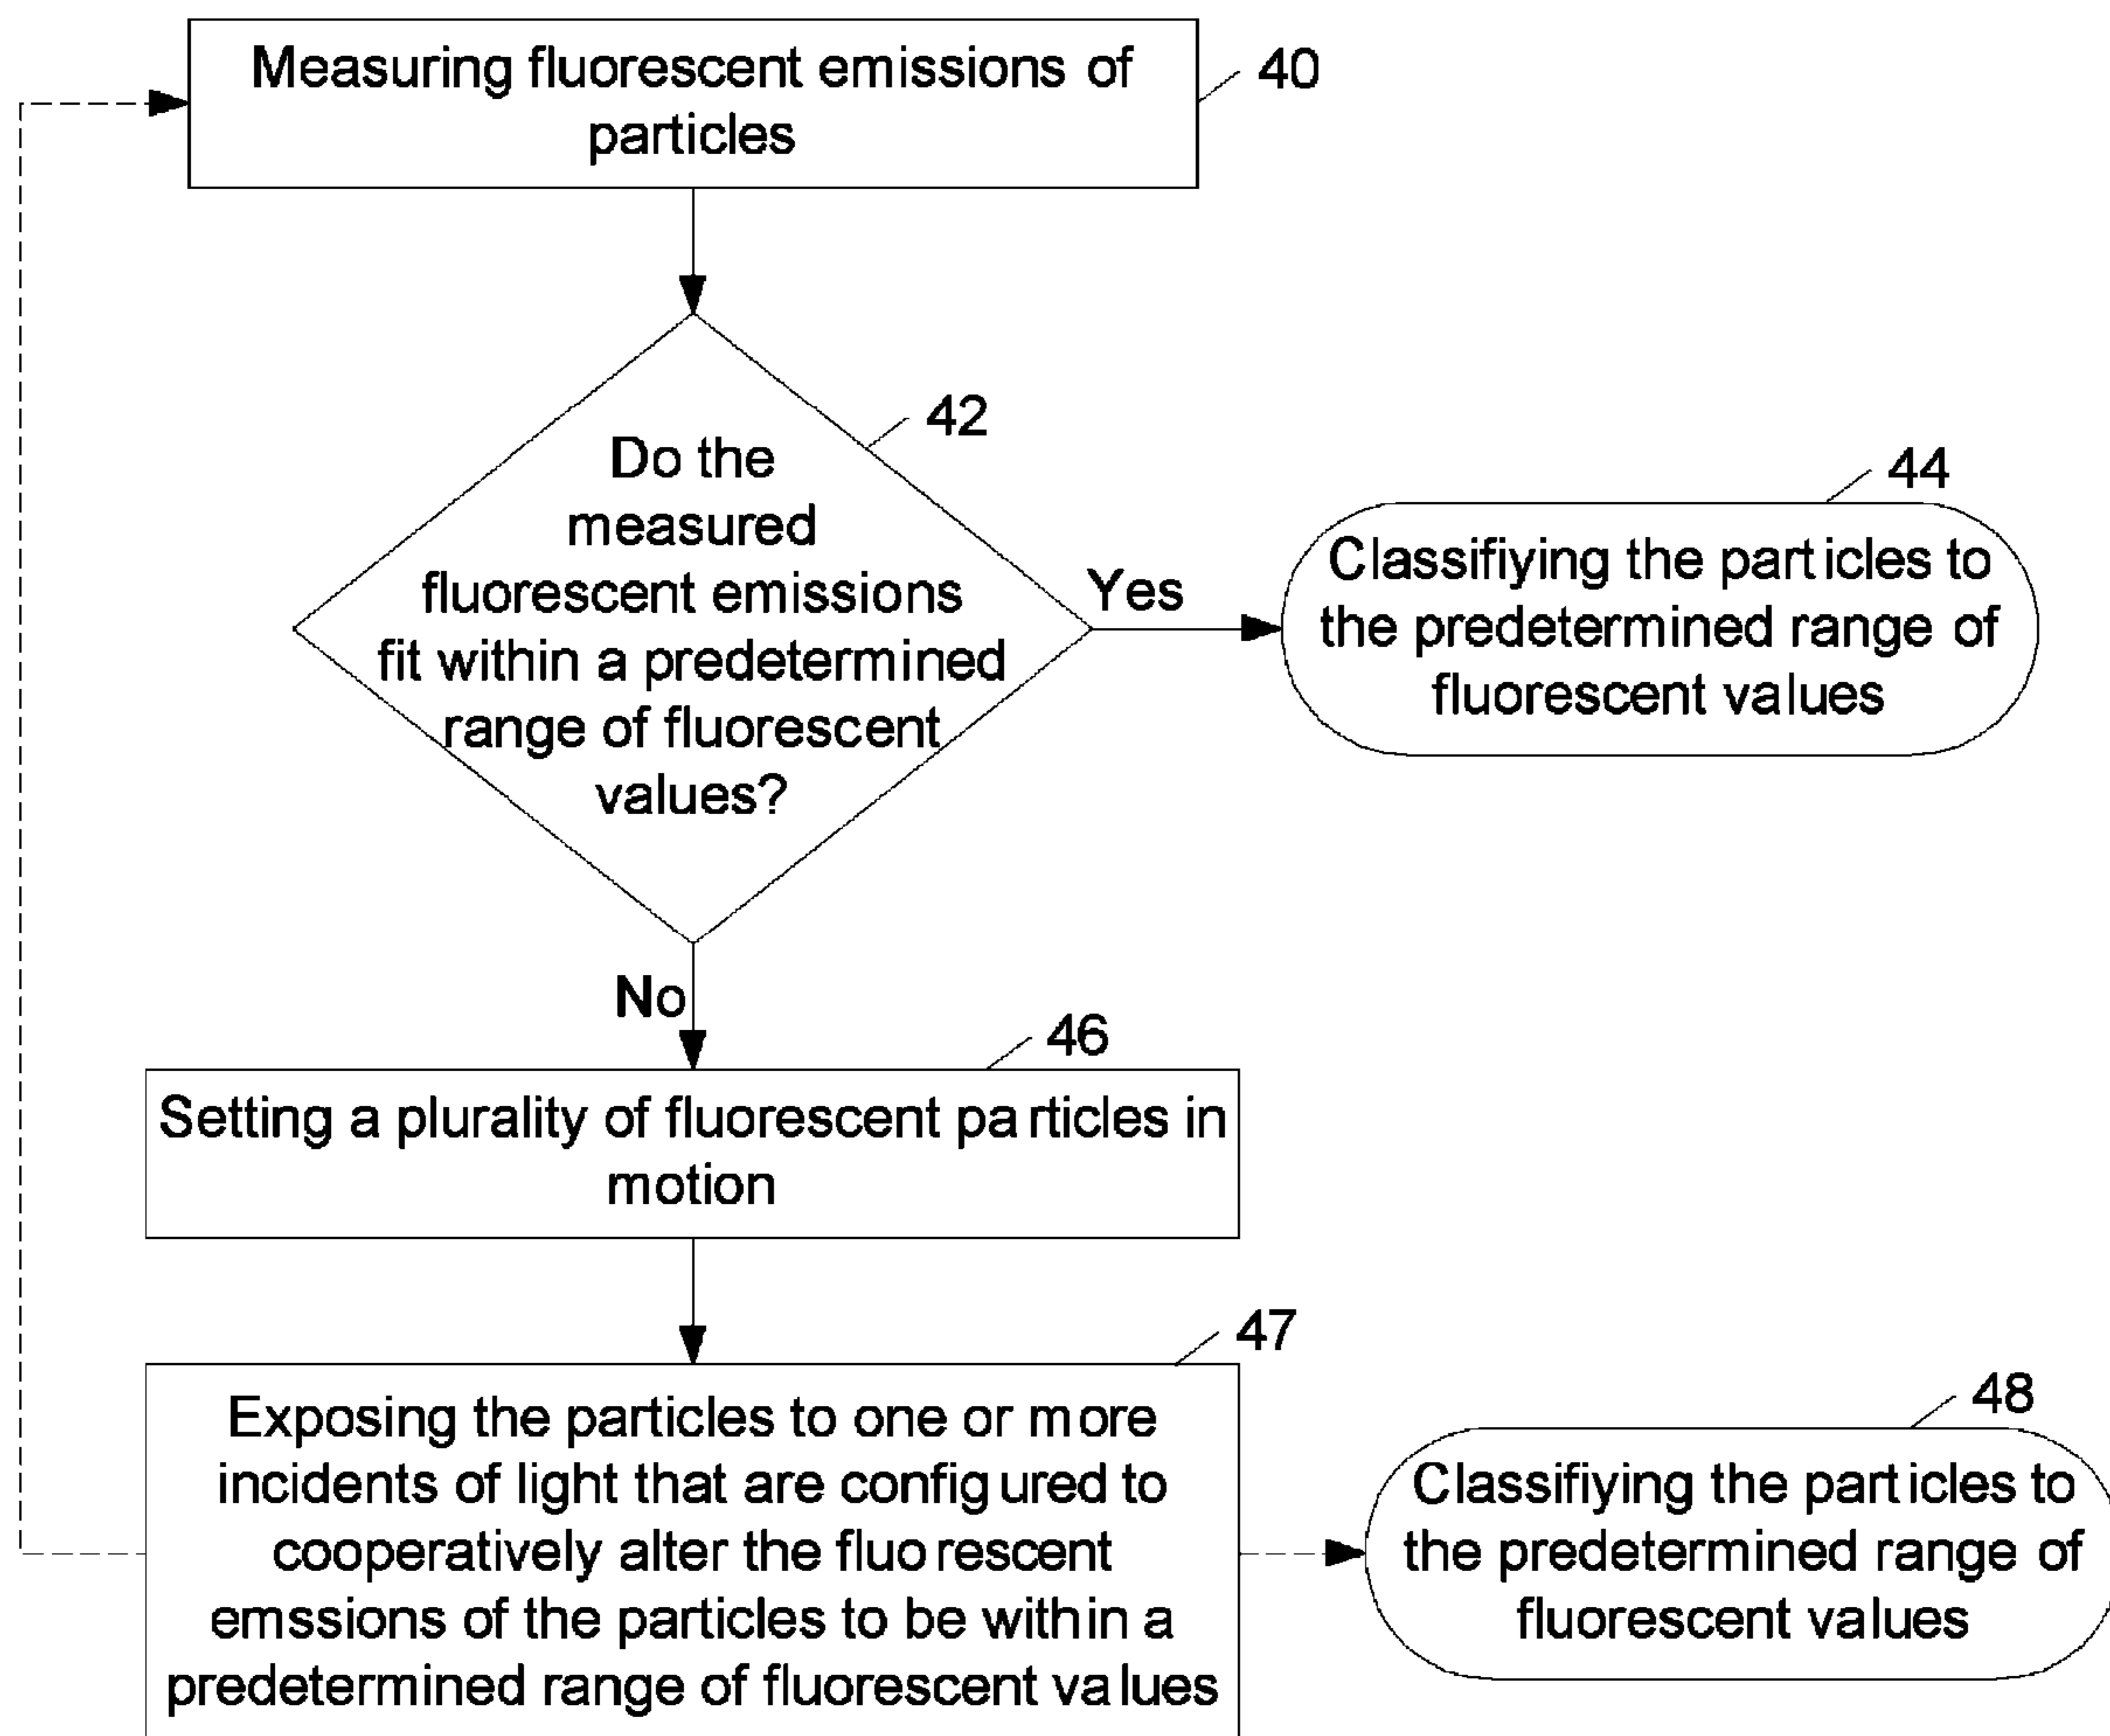 Measuring fluorescent emissions of
particles
40
Do the
measured
fluorescent emissions
fit within a predetermined
range of fluorescent
values?
42
Yes
44
Classifiying the particles to
the predetermined range of
fluorescent values
No
46
Setting a plurality of fluorescent particles in
motion
47
Exposing the particles to one or more
incidents of light that are configured to
cooperatively alter the fluorescent
emssions of the particles to be within a
predetermined range of fluorescent values
48
Classifiying the particles to
the predetermined range of
fluorescent values